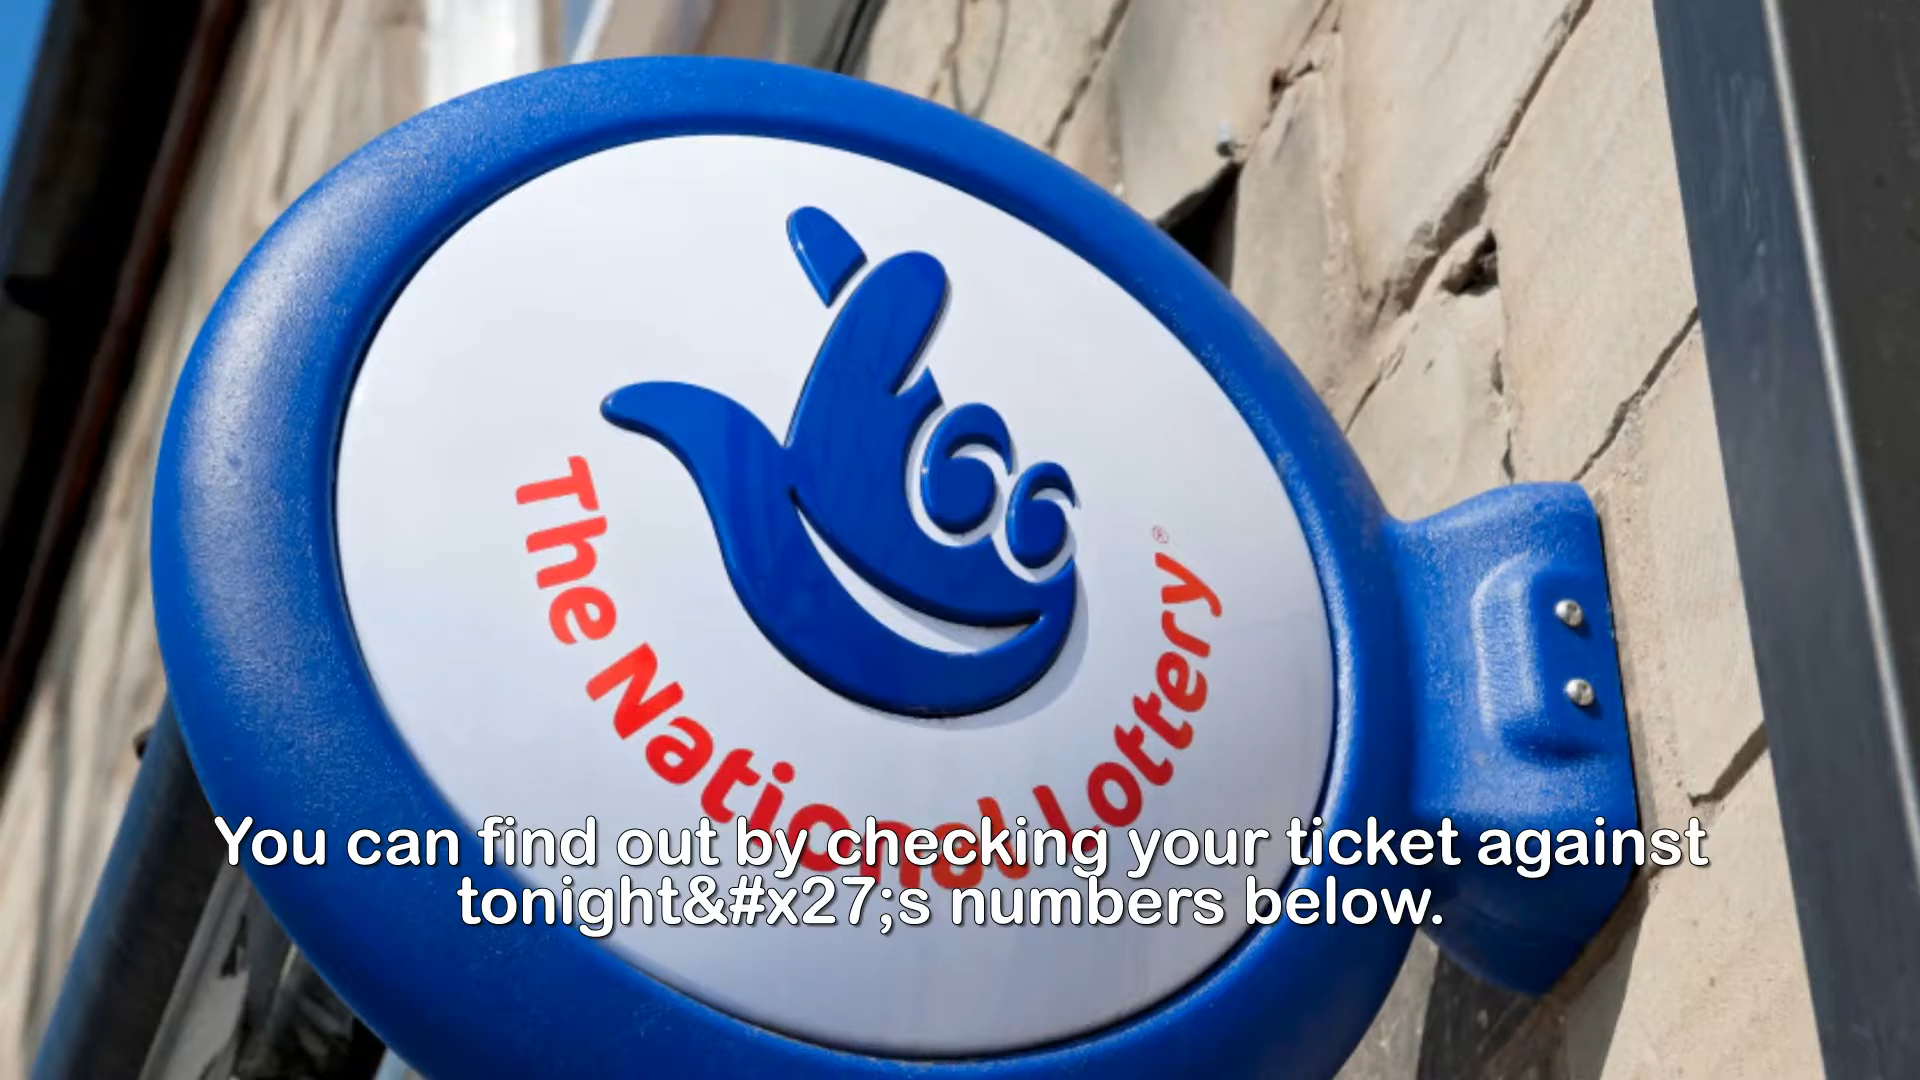 The National Lottery®
You can find out by checking your ticket against
tonight&#x27;s numbers below.